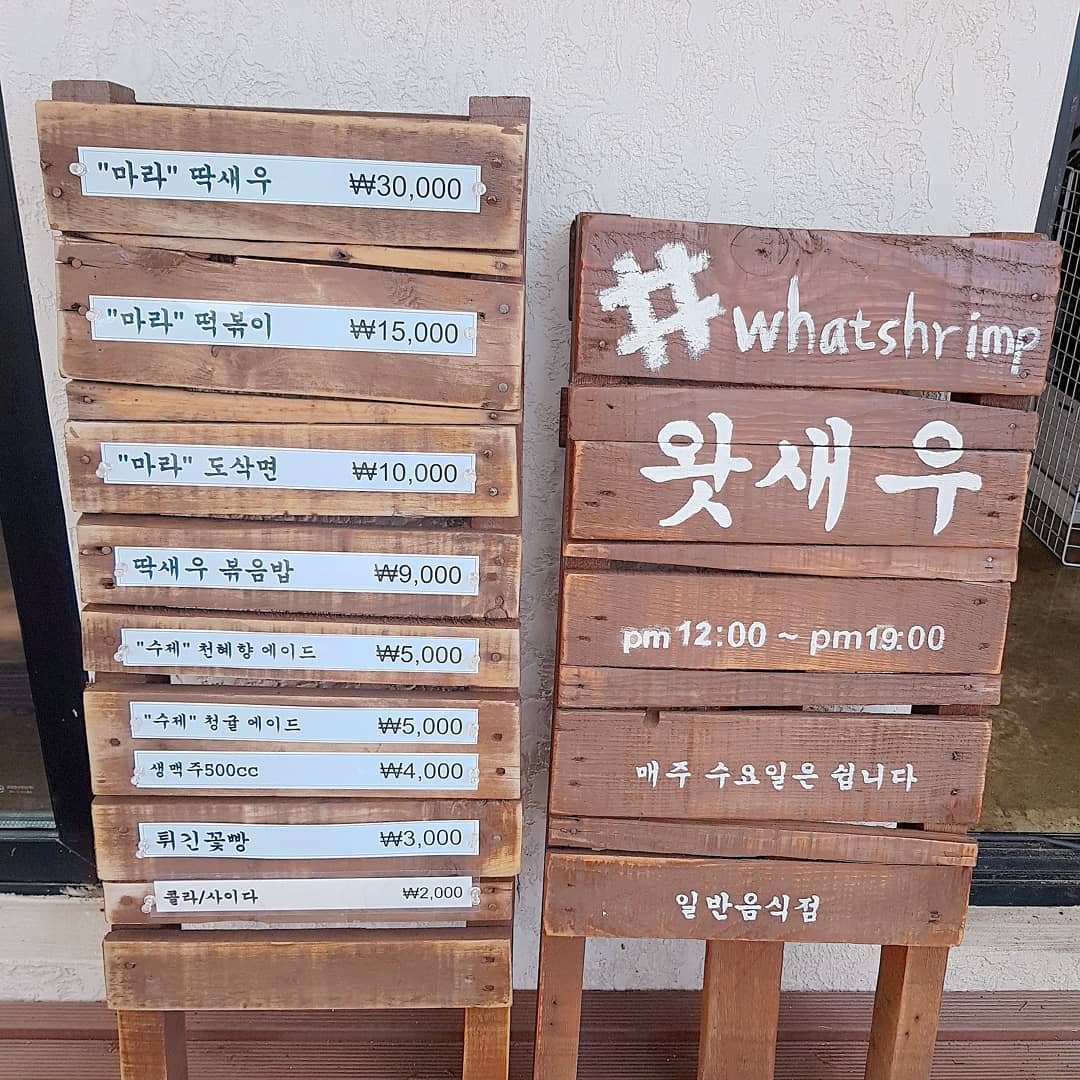 "마라" 딱새우 ₩30,000
"마라" 떡볶이 ₩15,000
"마라" 도삭면 ₩10,000
딱새우 볶음밥 ₩9,000
"수제" 천혜향 에이드 ₩5,000
"수제" 청귤 에이드 ₩5,000
생맥주500cc ₩4,000
튀긴꽃빵 ₩3,000
콜라/사이다 ₩2,000
#whatshrimp
왓새우
pm 12:00 ~ pm19:00
매주 수요일은 쉽니다
일반음식점